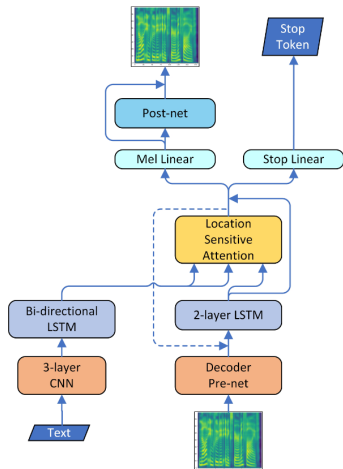 Stop
Token
Post-net
Mel Linear
Stop Linear
Location
Sensitive
Attention
Bi-directional
LSTM
2-layer LSTM
3-layer
CNN
Decoder
Pre-net
Text